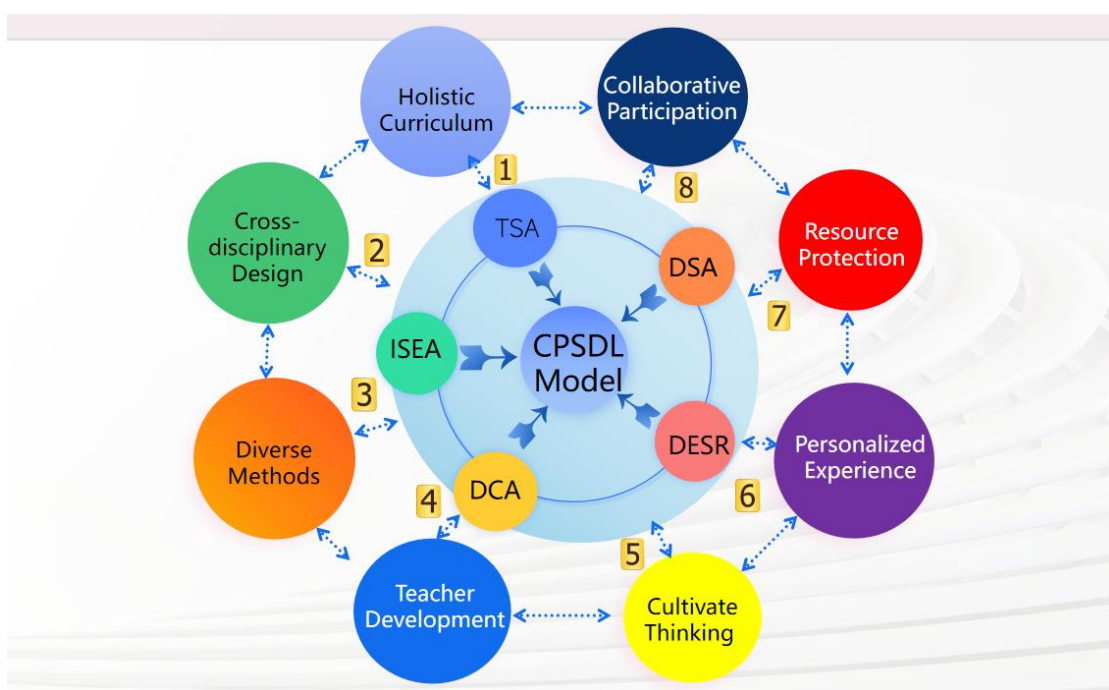 Holistic
Curriculum
Collaborative
Participation
1
8
TSA
Cross-
disciplinary
Design
2
DSA
Resource
Protection
7
ISEA
CPSDL
Model
3
Diverse
Methods
DESR
Personalized
Experience
DCA
4
6
5
Teacher
Development
Cultivate
Thinking